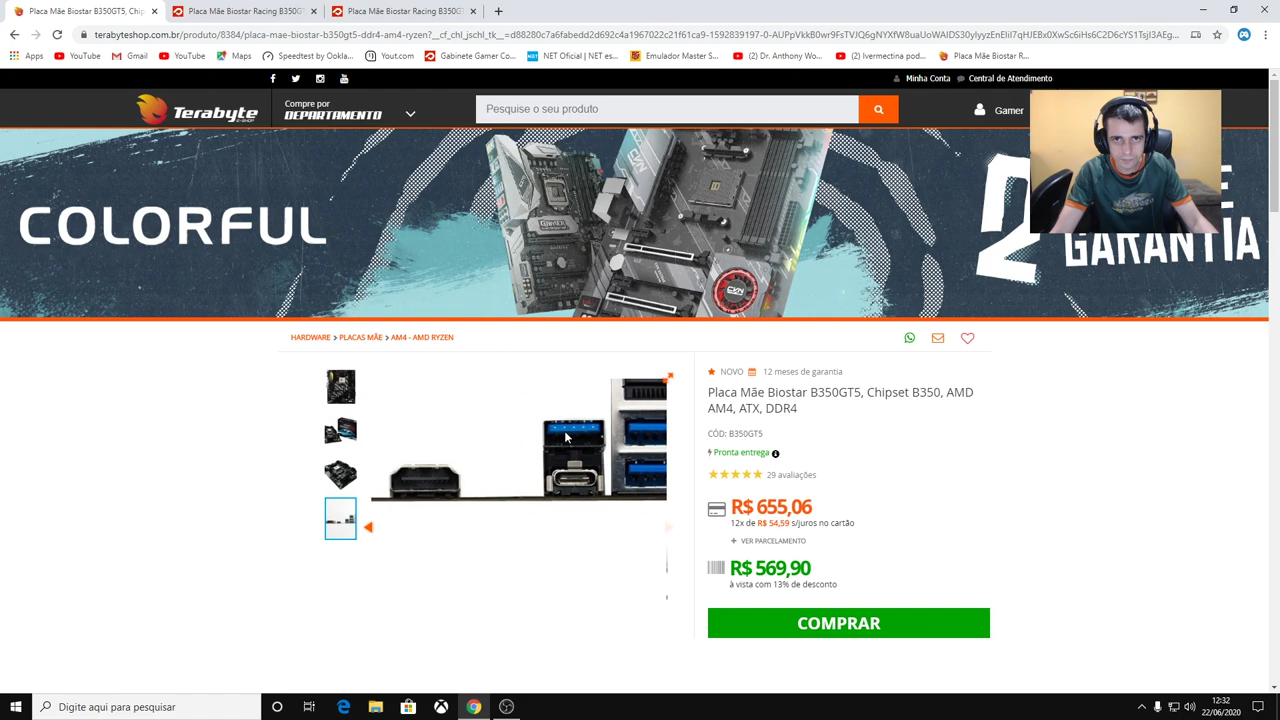 Placa Mãe Biostar B350GT5, Chip
Placa Mãe Biostar Racing B350GT
Placa Mãe Biostar Racing B350GT
terabyteshop.com.br/produto/8384/placa-mae-biostar-b350gt5-ddr4-am4-ryzen?
Apps
YouTube
Gmail
Maps
Speedtest by Ookla...
Yout.com
Gabinete Gamer Co...
NET Oficial | NET es...
Emulador Master S...
(2) Dr. Anthony Wo...
(2) Ivermectina pod...
Placa Mãe Biostar R...
Minha Conta
Central de Atendimento
Terabyte
E-SHOP
Compre por
DEPARTAMENTO
Pesquise o seu produto
Gamer
COLORFUL
CVN
2
GARANTIA
HARDWARE > PLACAS MÃE > AM4 - AMD RYZEN
NOVO 12 meses de garantia
Placa Mãe Biostar B350GT5, Chipset B350, AMD
AM4, ATX, DDR4
CÓD: B350GT5
Pronta entrega
29 avaliações
R$ 655,06
12x de R$ 54,59 s/juros no cartão
+ VER PARCELAMENTO
R$ 569,90
à vista com 13% de desconto
COMPRAR
Digite aqui para pesquisar
12:32
22/06/2020